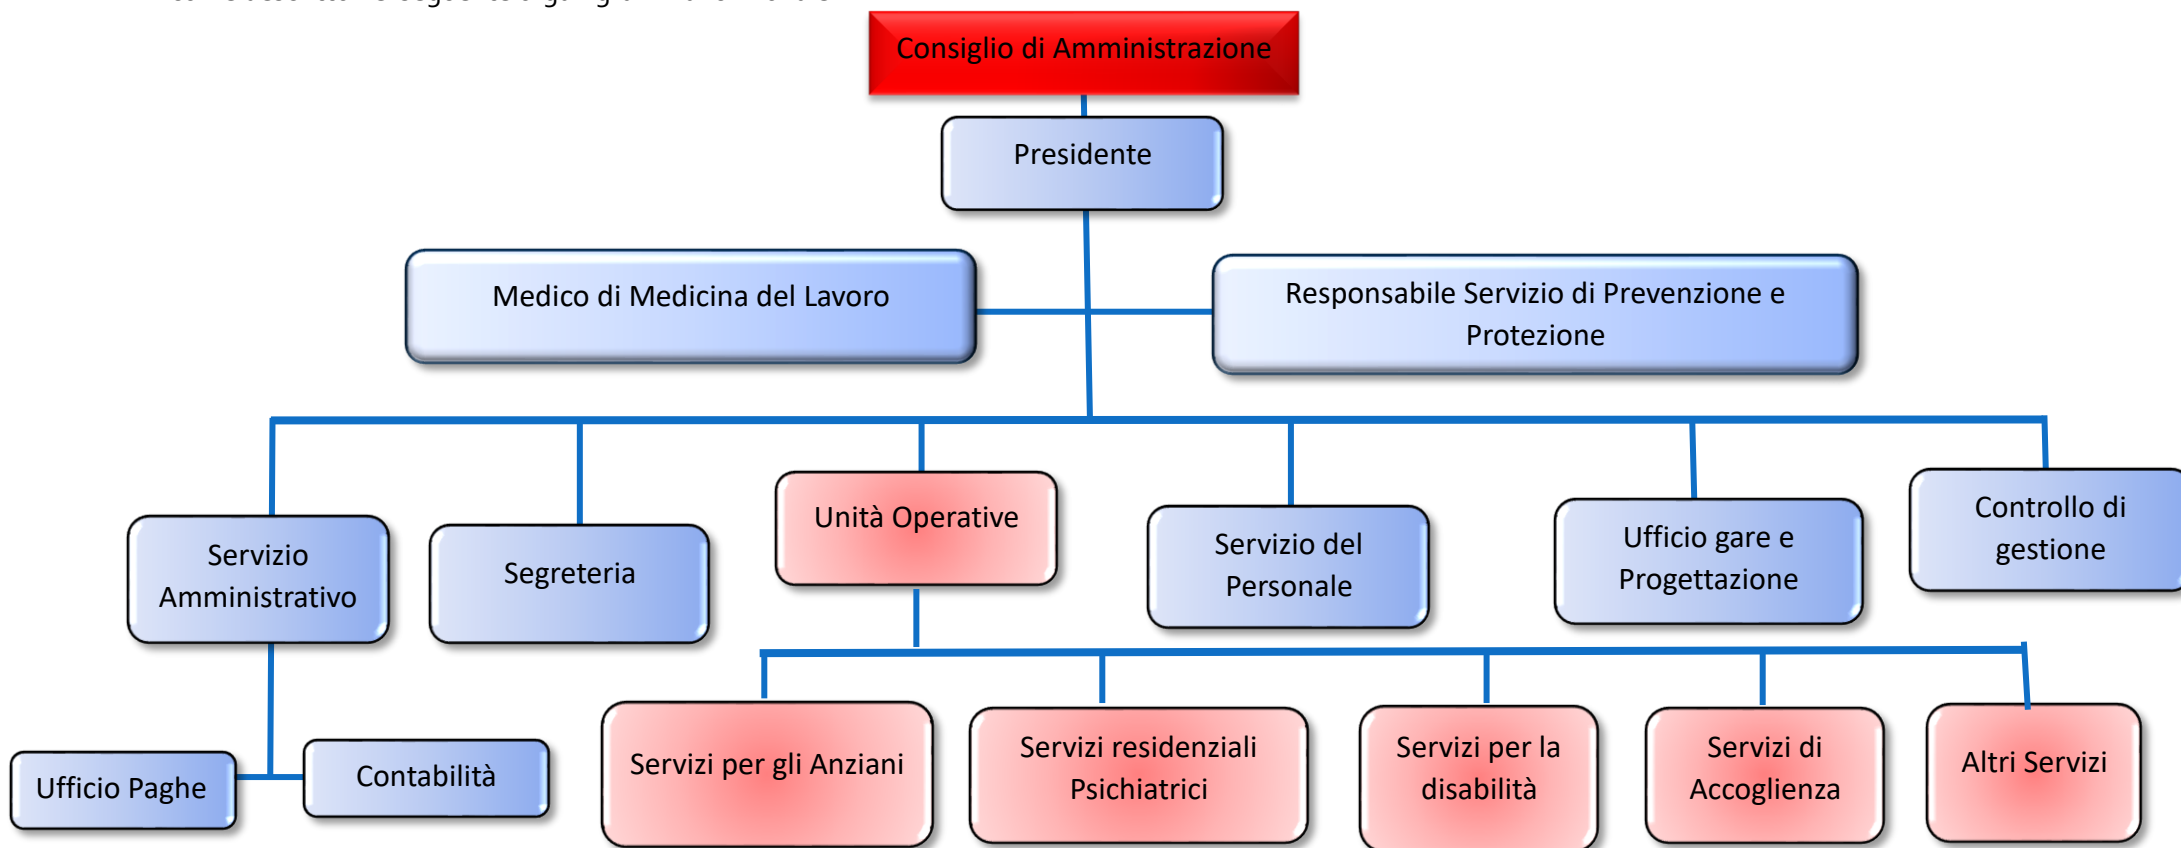 Consiglio di Amministrazione
Presidente
Medico di Medicina del Lavoro
Responsabile Servizio di Prevenzione e
Protezione
Servizio
Amministrativo
Segreteria
Unità Operative
Servizio del
Personale
Ufficio gare e
Progettazione
Controllo di
gestione
Ufficio Paghe
Contabilità
Servizi per gli Anziani
Servizi residenziali
Psichiatrici
Servizi per la
disabilità
Servizi di
Accoglienza
Altri Servizi